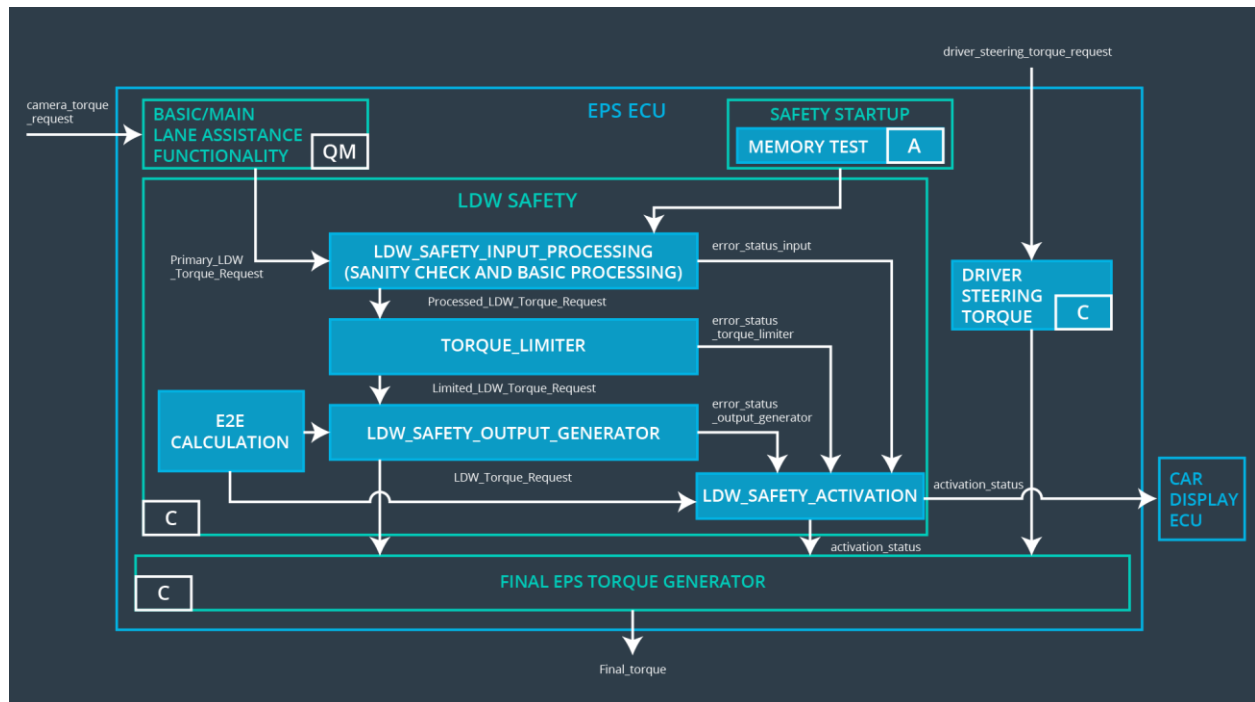 driver_steering_torque_request
camera_torque
_request
EPS ECU
BASIC/MAIN
LANE ASSISTANCE
FUNCTIONALITY
QM
SAFETY STARTUP
MEMORY TEST
A
LDW SAFETY
Primary_LDW
_Torque_Request
LDW_SAFETY_INPUT_PROCESSING
(SANITY CHECK AND BASIC PROCESSING)
error_status_input
DRIVER
STEERING
TORQUE
C
Processed_LDW_Torque_Request
TORQUE_LIMITER
error_status
_torque_limiter
Limited_LDW_Torque_Request
E2E
CALCULATION
LDW_SAFETY_OUTPUT_GENERATOR
error_status
_output_generator
LDW_Torque_Request
LDW_SAFETY_ACTIVATION
activation_status
CAR
DISPLAY
ECU
C
activation_status
FINAL EPS TORQUE GENERATOR
C
Final_torque